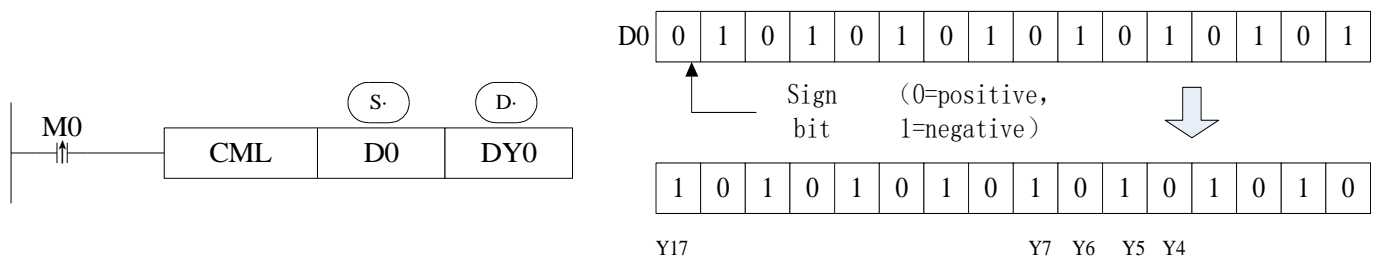 M0
S· D·
CML D0 DY0
D0 0 1 0 1 0 1 0 1 0 1 0 1 0 1 0 1
Sign （0=positive,
bit 1=negative）
1 0 1 0 1 0 1 0 1 0 1 0 1 0 1 0
Y17 Y7 Y6 Y5 Y4